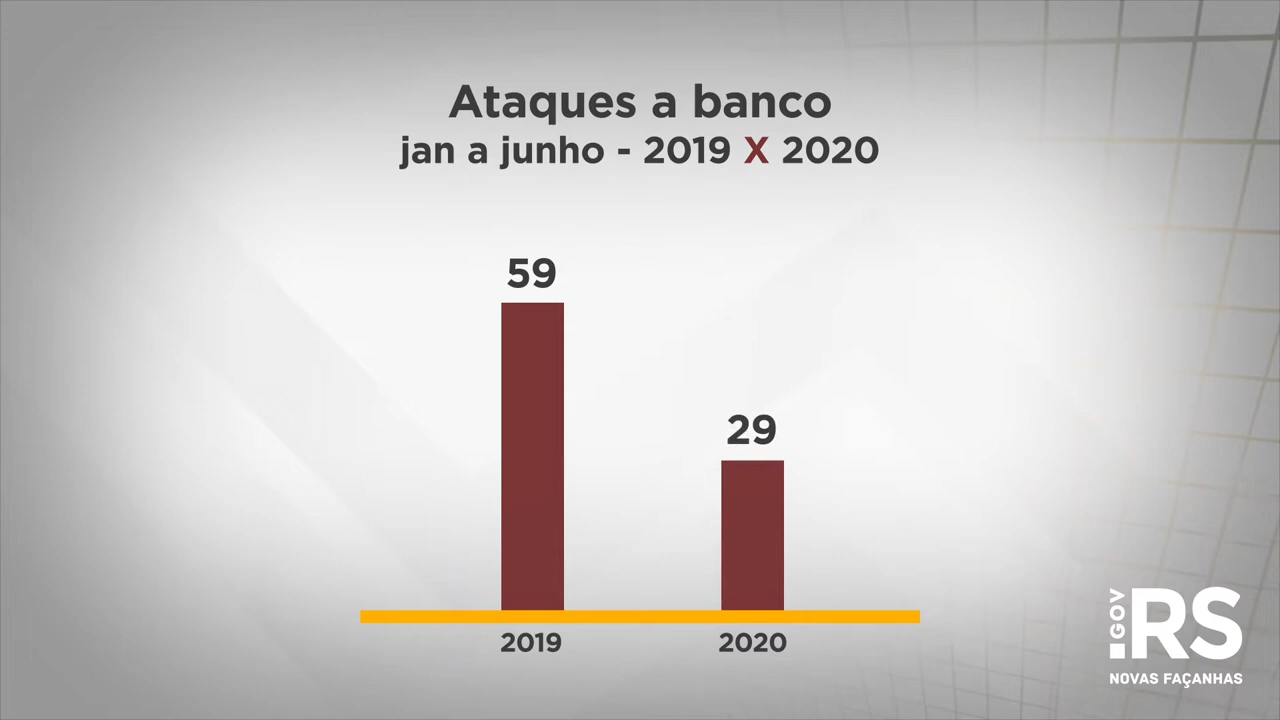 Ataques a banco
jan a junho - 2019 X 2020
59
29
2019
2020
.GOV
RS
NOVAS FAÇANHAS